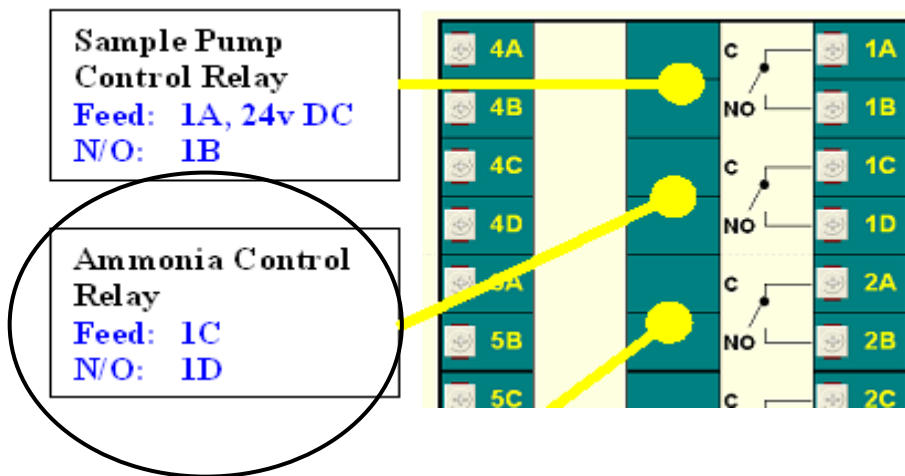 Sample Pump
Control Relay
Feed: 1A, 24v DC
N/O: 1B
Ammonia Control
Relay
Feed: 1C
N/O: 1D
4A C 1A
4B NO 1B
4C C 1C
4D NO 1D
5A C 2A
5B NO 2B
5C C 2C